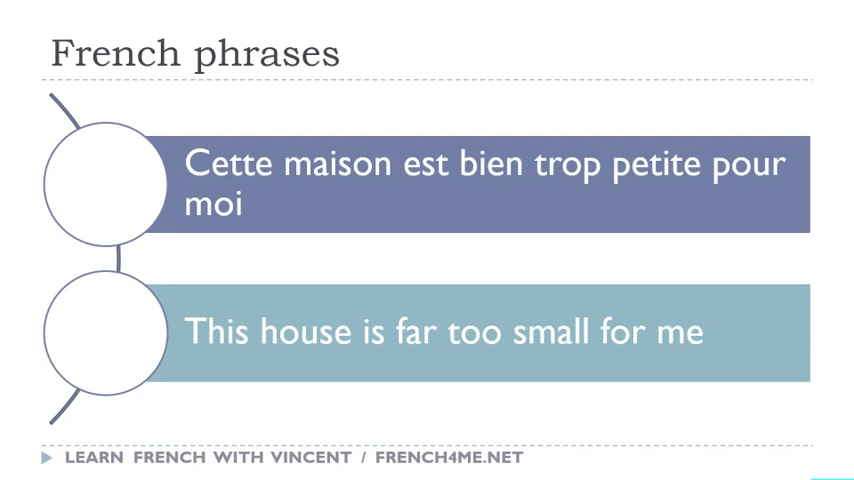 French phrases
Cette maison est bien trop petite pour
moi
This house is far too small for me
LEARN FRENCH WITH VINCENT / FRENCH4ME.NET